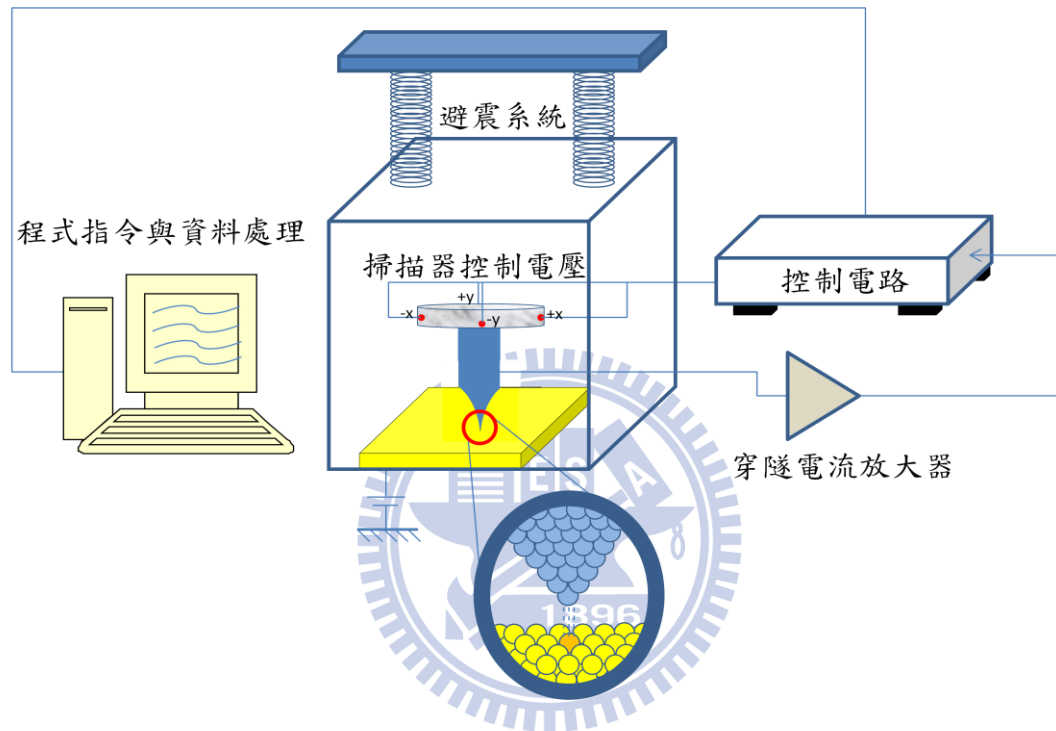 避震系統
程式指令與資料處理
掃描器控制電壓
控制電路
+y
-x
-y
+x
穿隧電流放大器
E S A
1896
8